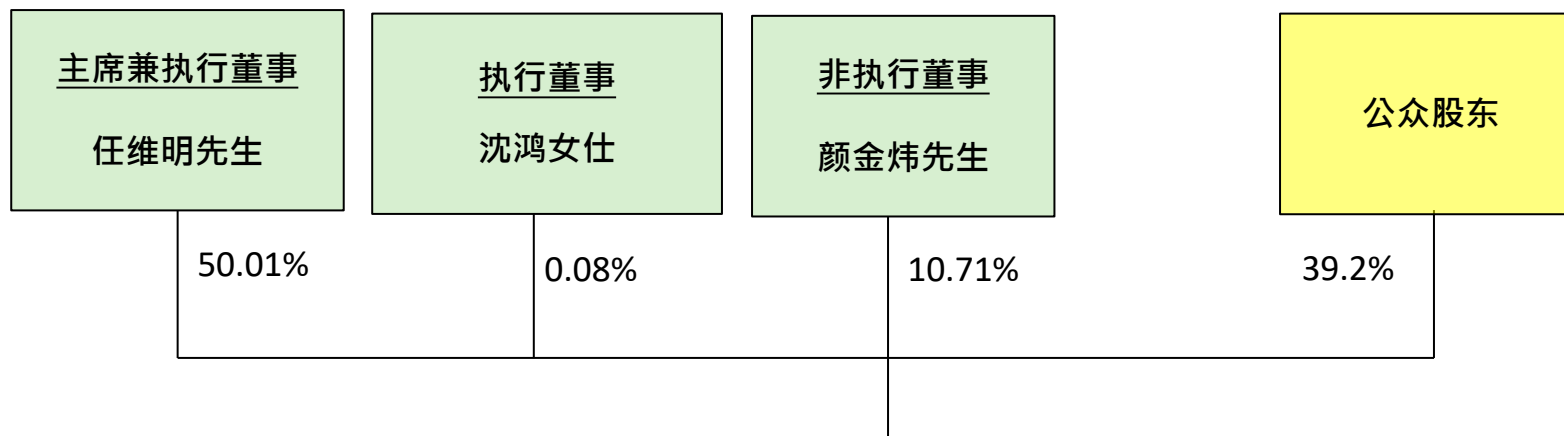 主席兼执行董事
任维明先生
执行董事
沈鸿女仕
非执行董事
颜金炜先生
公众股东
50.01%
0.08%
10.71%
39.2%